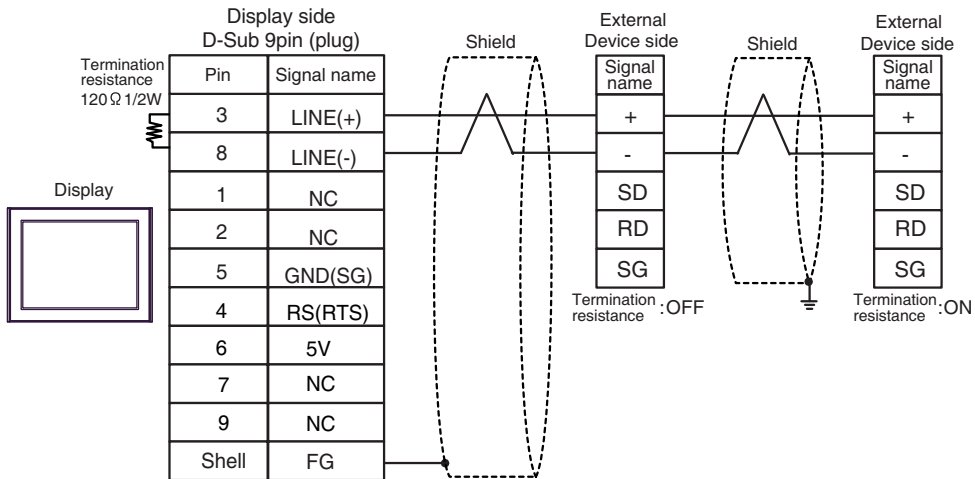 Display side
D-Sub 9pin (plug)
Termination
resistance
120Ω 1/2W
Display
Pin Signal name
3 LINE(+)
8 LINE(-)
1 NC
2 NC
5 GND(SG)
4 RS(RTS)
6 5V
7 NC
9 NC
Shell FG
Shield
External
Device side
Signal
name
+
-
SD
RD
SG
Termination
resistance :OFF
Shield
External
Device side
Signal
name
+
-
SD
RD
SG
Termination
resistance :ON